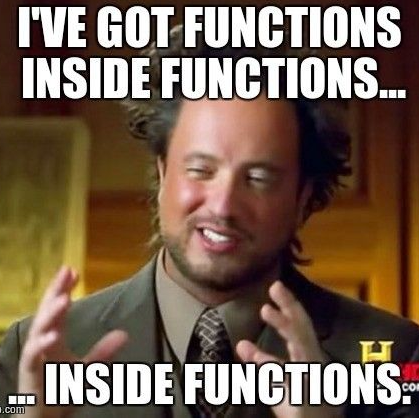 I'VE GOT FUNCTIONS
INSIDE FUNCTIONS...
H
... INSIDE FUNCTIONS.